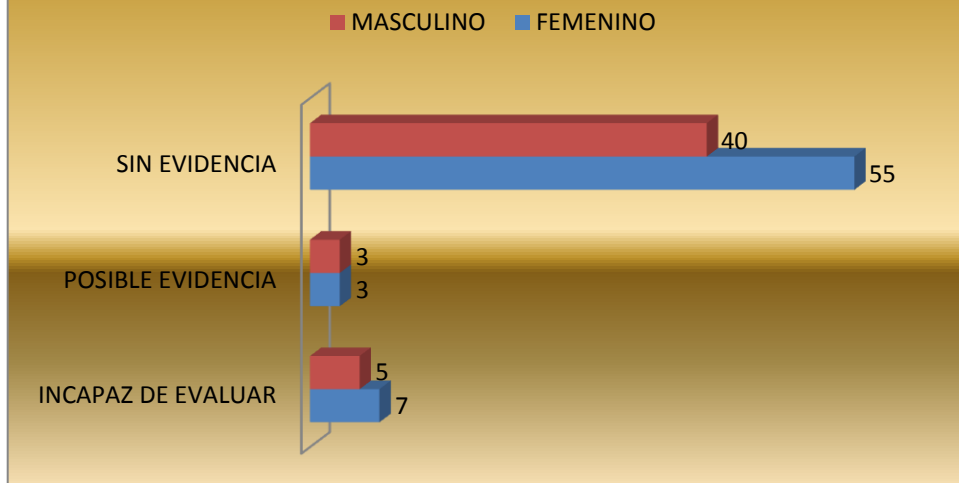 MASCULINO FEMENINO
SIN EVIDENCIA
40
55
POSIBLE EVIDENCIA
3
3
INCAPAZ DE EVALUAR
5
7